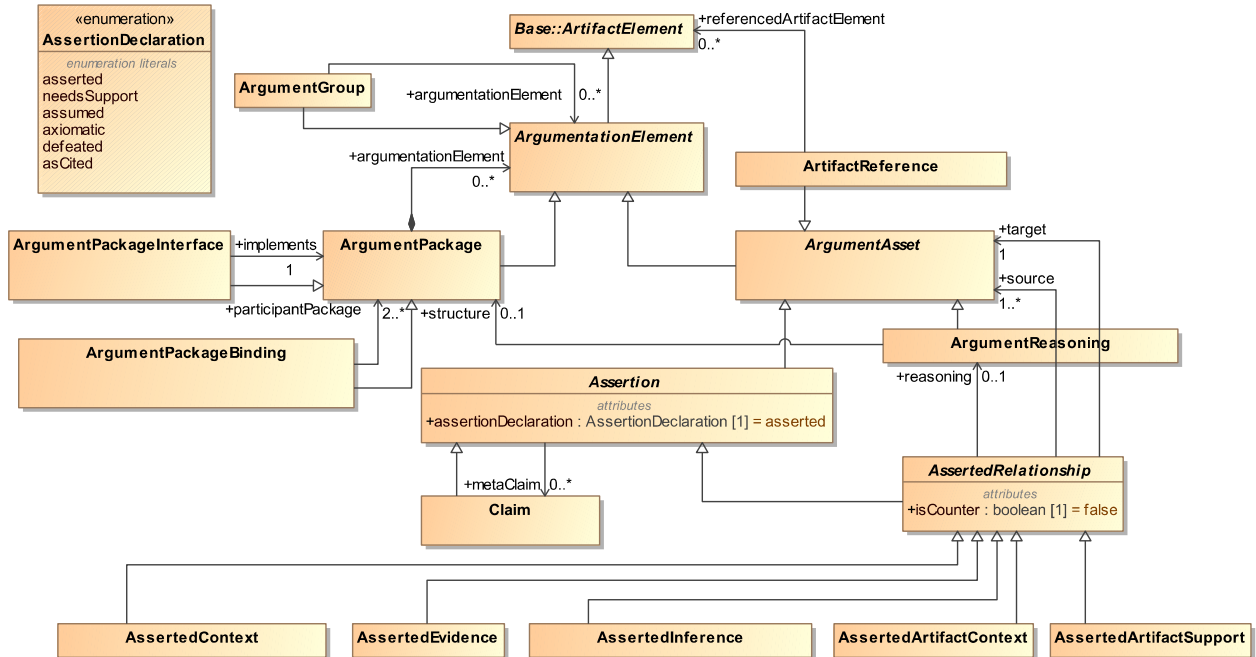 «enumeration»
AssertionDeclaration
enumeration literals
asserted
needsSupport
assumed
axiomatic
defeated
asCited
Base::ArtifactElement
+referencedArtifactElement
0..*
ArgumentGroup
+argumentationElement
0..*
ArgumentationElement
+argumentationElement
0..*
ArtifactReference
ArgumentPackageInterface
+implements
1
ArgumentPackage
ArgumentAsset
+target
1
+source
1..*
+participantPackage
2..*
+structure
0..1
ArgumentReasoning
ArgumentPackageBinding
+reasoning
0..1
Assertion
attributes
+assertionDeclaration : AssertionDeclaration [1] = asserted
AssertedRelationship
attributes
+isCounter : boolean [1] = false
+metaClaim
0..*
Claim
AssertedContext
AssertedEvidence
AssertedInference
AssertedArtifactContext
AssertedArtifactSupport